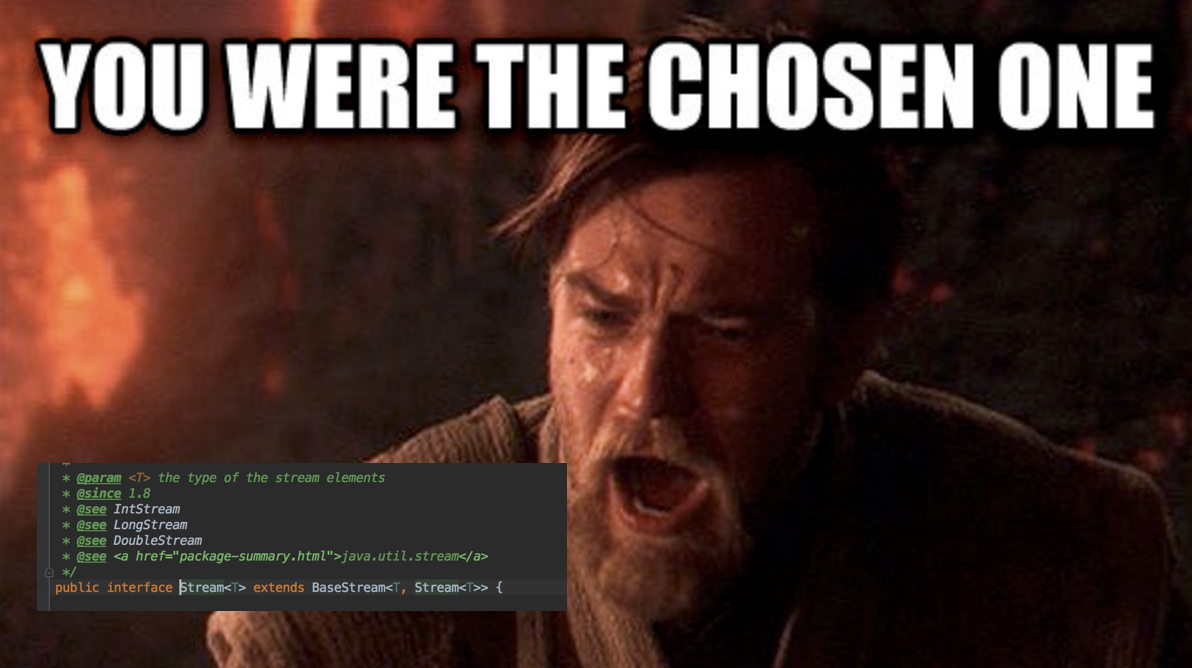 YOU WERE THE CHOSEN ONE
* @param <T> the type of the stream elements
* @since 1.8
* @see IntStream
* @see LongStream
* @see DoubleStream
* @see <a href="package-summary.html">java.util.stream</a>
*/
public interface Stream<T> extends BaseStream<T, Stream<T>> {